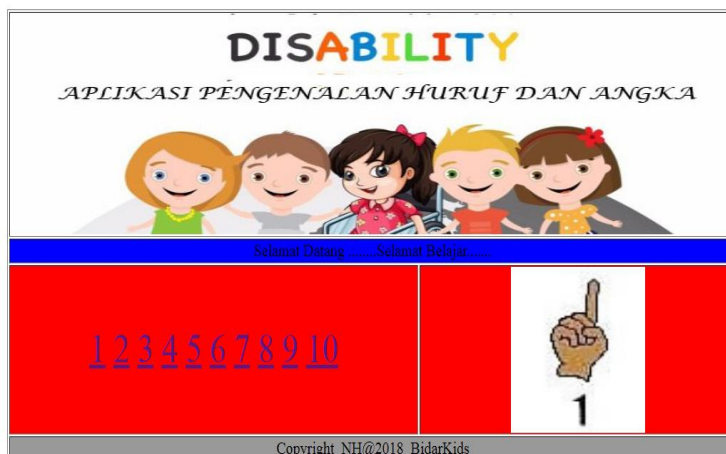 DISABILITY
APLIKASI PENGENALAN HURUF DAN ANGKA
Selamat Datang ........Selamat Belajar ......
1 2 3 4 5 6 7 8 9 10
1
Copyright NH@2018 BidarKids